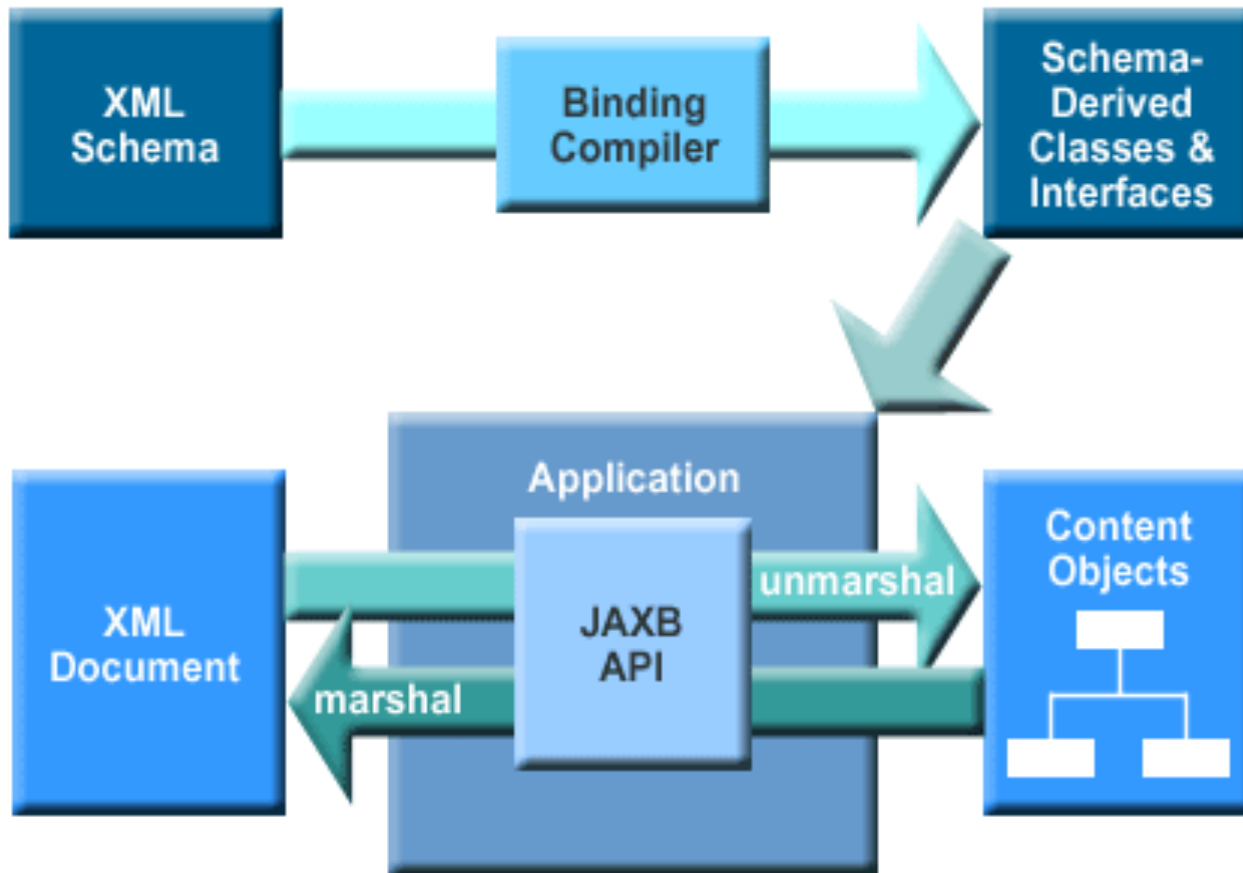 XML
Schema
Binding
Compiler
Schema-
Derived
Classes &
Interfaces
Application
XML
Document
JAXB
API
unmarshal
marshal
Content
Objects